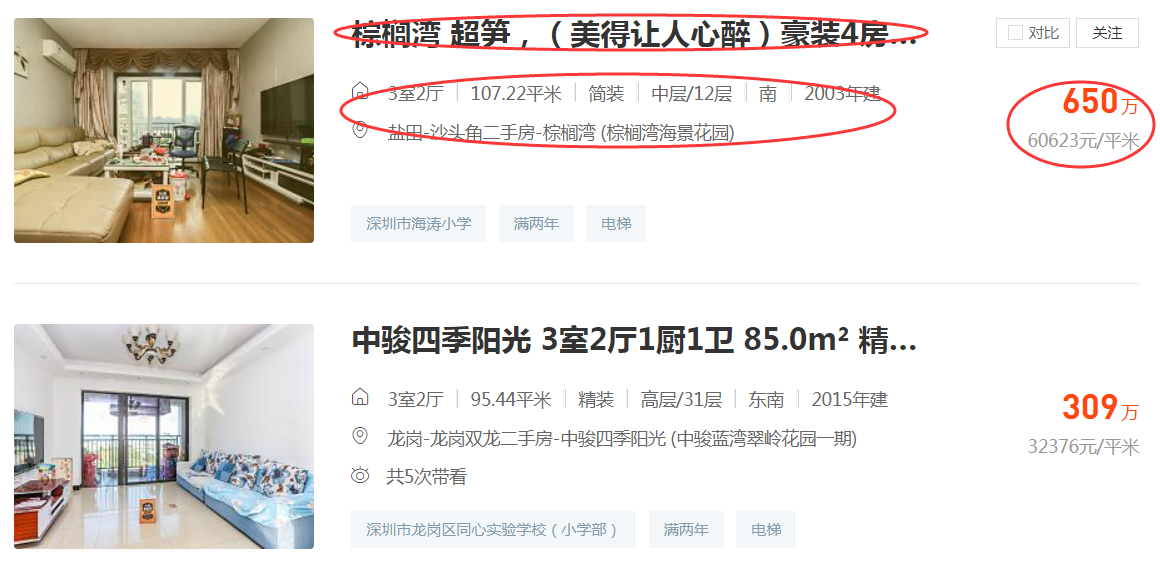 棕榈湾 超笋，（美得让人心醉）豪装4房...
对比 关注
3室2厅 107.22平米 简装 中层/12层 南 2003年建
650万
盐田-沙头角二手房-棕榈湾 (棕榈湾海景花园)
60623元/平米
深圳市海涛小学 满两年 电梯
中骏四季阳光 3室2厅1厨1卫 85.0m² 精...
3室2厅 95.44平米 精装 高层/31层 东南 2015年建
309万
龙岗-龙岗双龙二手房-中骏四季阳光 (中骏蓝湾翠岭花园一期)
32376元/平米
共5次带看
深圳市龙岗区同心实验学校（小学部） 满两年 电梯